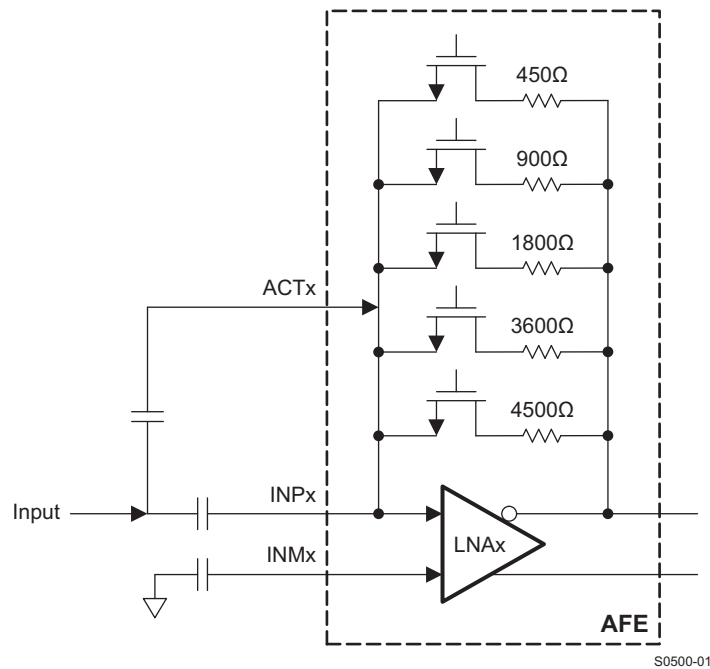 450Ω
900Ω
1800Ω
ACTx
3600Ω
4500Ω
Input
INPx
LNAx
INMx
AFE
S0500-01